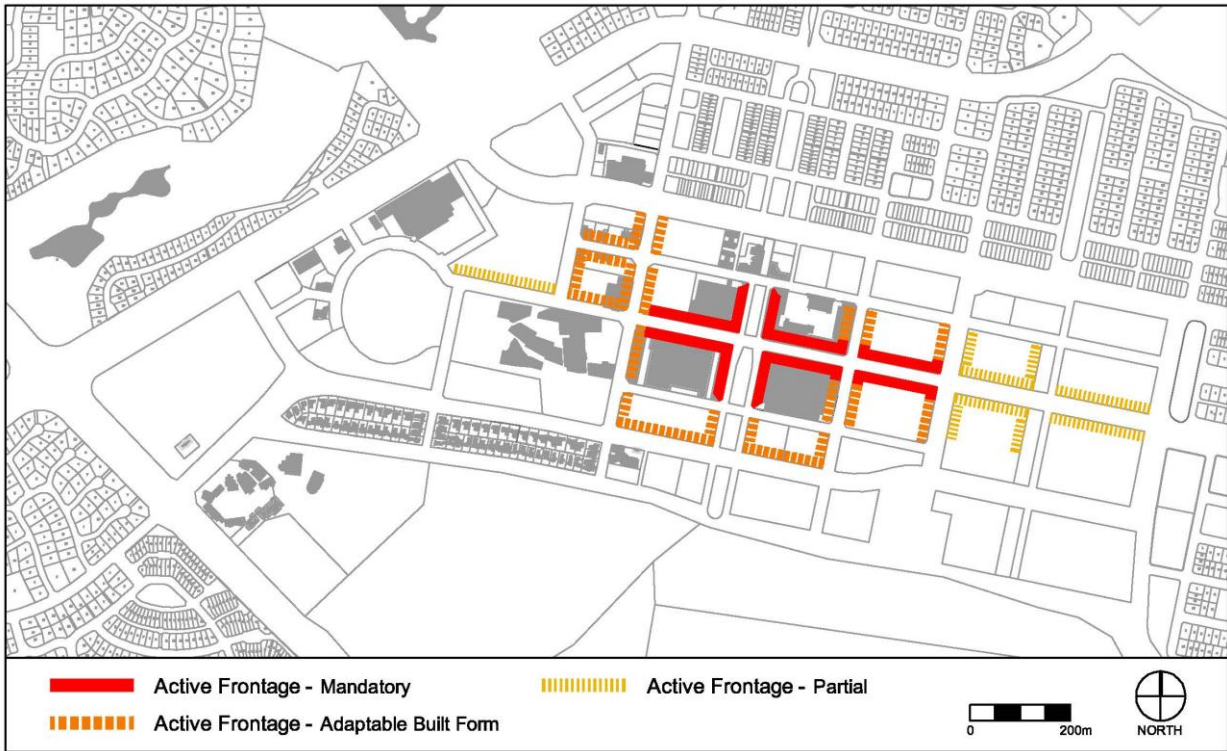 Active Frontage - Mandatory
Active Frontage - Partial
Active Frontage - Adaptable Built Form
0 200m
NORTH